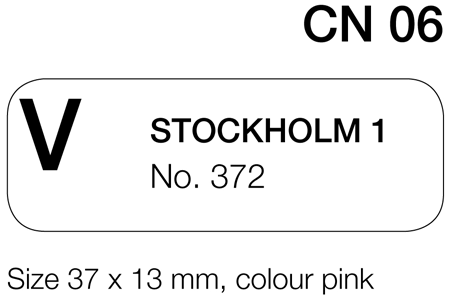 CN 06
V
STOCKHOLM 1
No. 372
Size 37 x 13 mm, colour pink